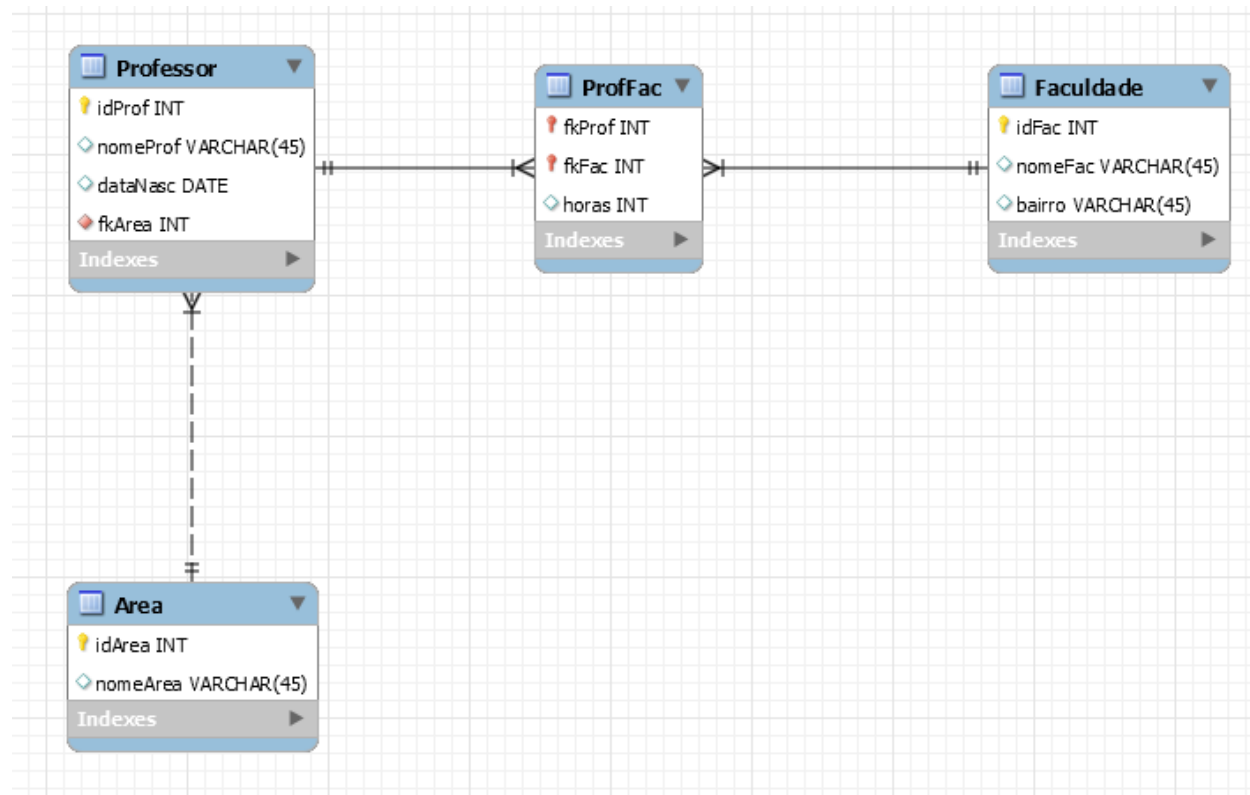 Professor
idProf INT
nomeProf VARCHAR(45)
dataNasc DATE
fkArea INT
Indexes
ProfFac
fkProf INT
fkFac INT
horas INT
Indexes
Faculdade
idFac INT
nomeFac VARCHAR(45)
bairro VARCHAR(45)
Indexes
Area
idArea INT
nomeArea VARCHAR(45)
Indexes